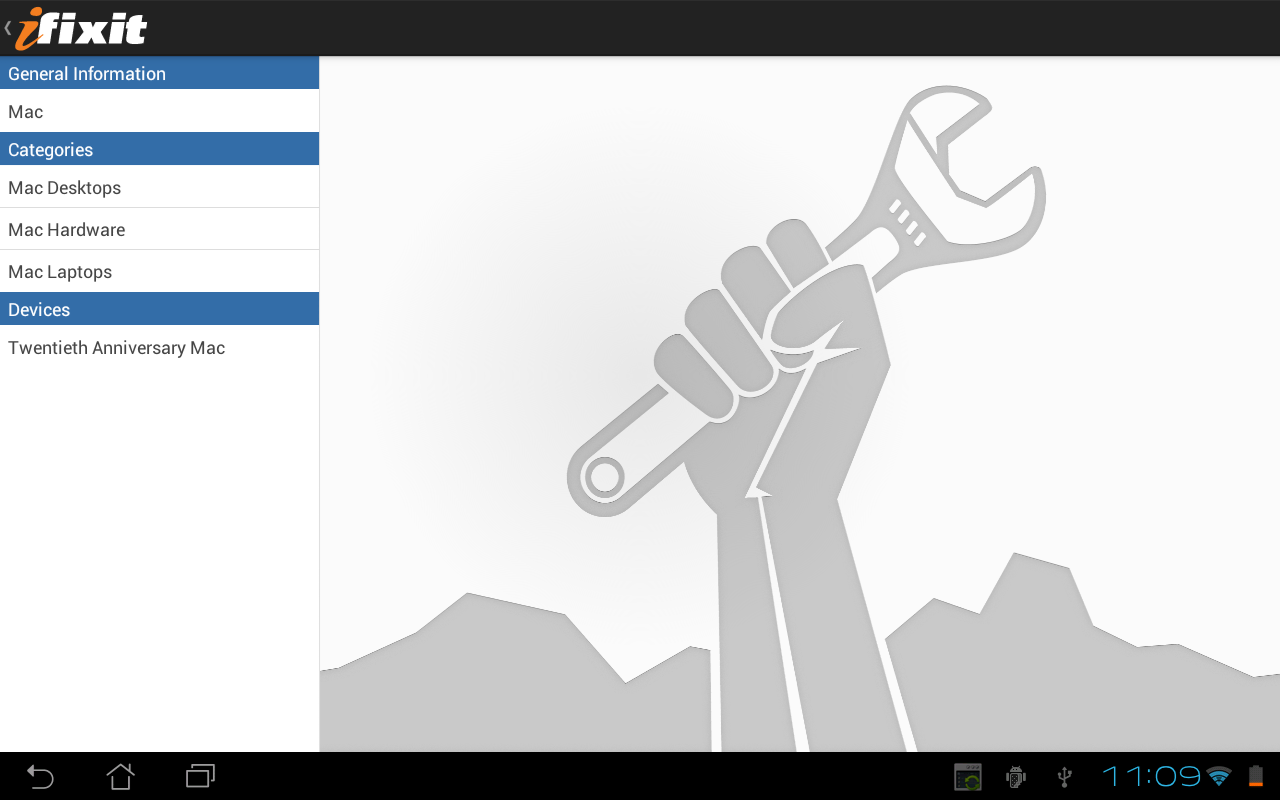 ifixit
General Information
Mac
Categories
Mac Desktops
Mac Hardware
Mac Laptops
Devices
Twentieth Anniversary Mac
11:09